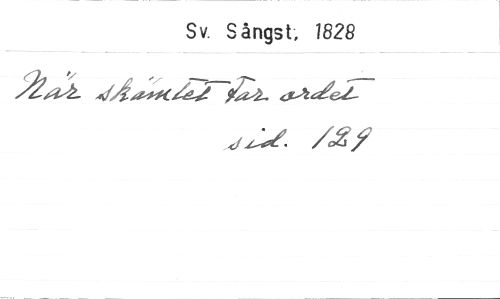 Sv. Sångst; 1828
När skämtet tar ordet
sid. 129